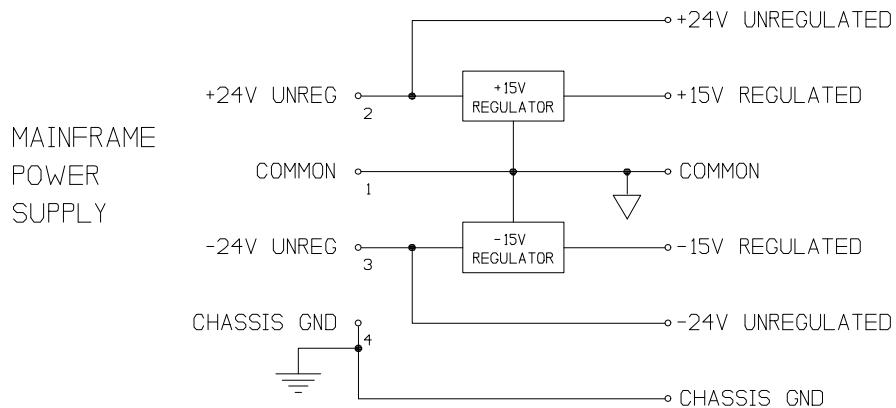 +24V UNREGULATED
+24V UNREG
2
+15V
REGULATOR
+15V REGULATED
MAINFRAME
POWER
SUPPLY
COMMON
1
COMMON
-24V UNREG
3
-15V
REGULATOR
-15V REGULATED
CHASSIS GND
4
-24V UNREGULATED
CHASSIS GND